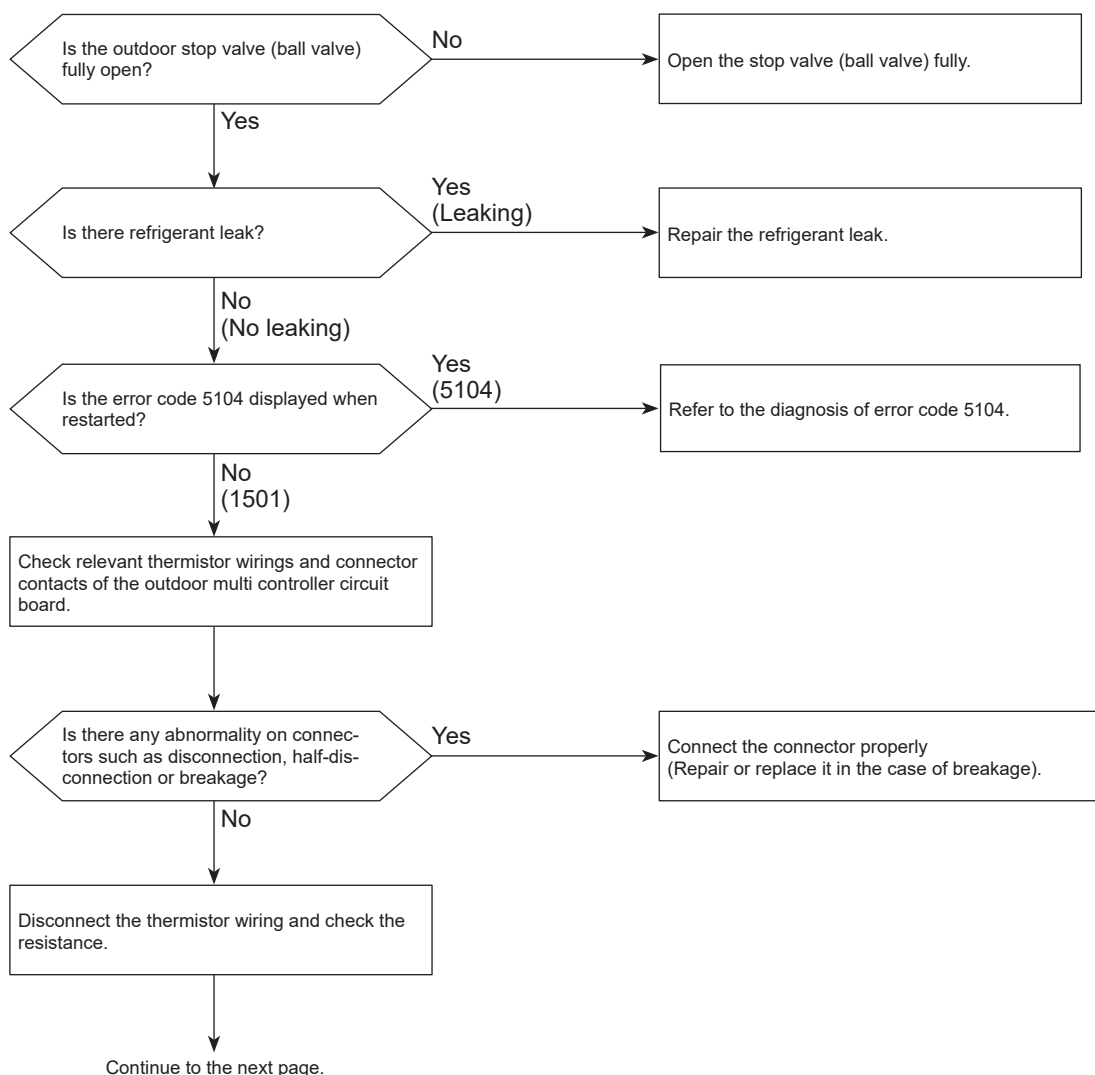 Is the outdoor stop valve (ball valve)
fully open?
No
Open the stop valve (ball valve) fully.
Yes
Is there refrigerant leak?
Yes
(Leaking)
Repair the refrigerant leak.
No
(No leaking)
Is the error code 5104 displayed when
restarted?
Yes
(5104)
Refer to the diagnosis of error code 5104.
No
(1501)
Check relevant thermistor wirings and connector
contacts of the outdoor multi controller circuit
board.
Is there any abnormality on connec-
tors such as disconnection, half-dis-
connection or breakage?
Yes
Connect the connector properly
(Repair or replace it in the case of breakage).
No
Disconnect the thermistor wiring and check the
resistance.
Continue to the next page.